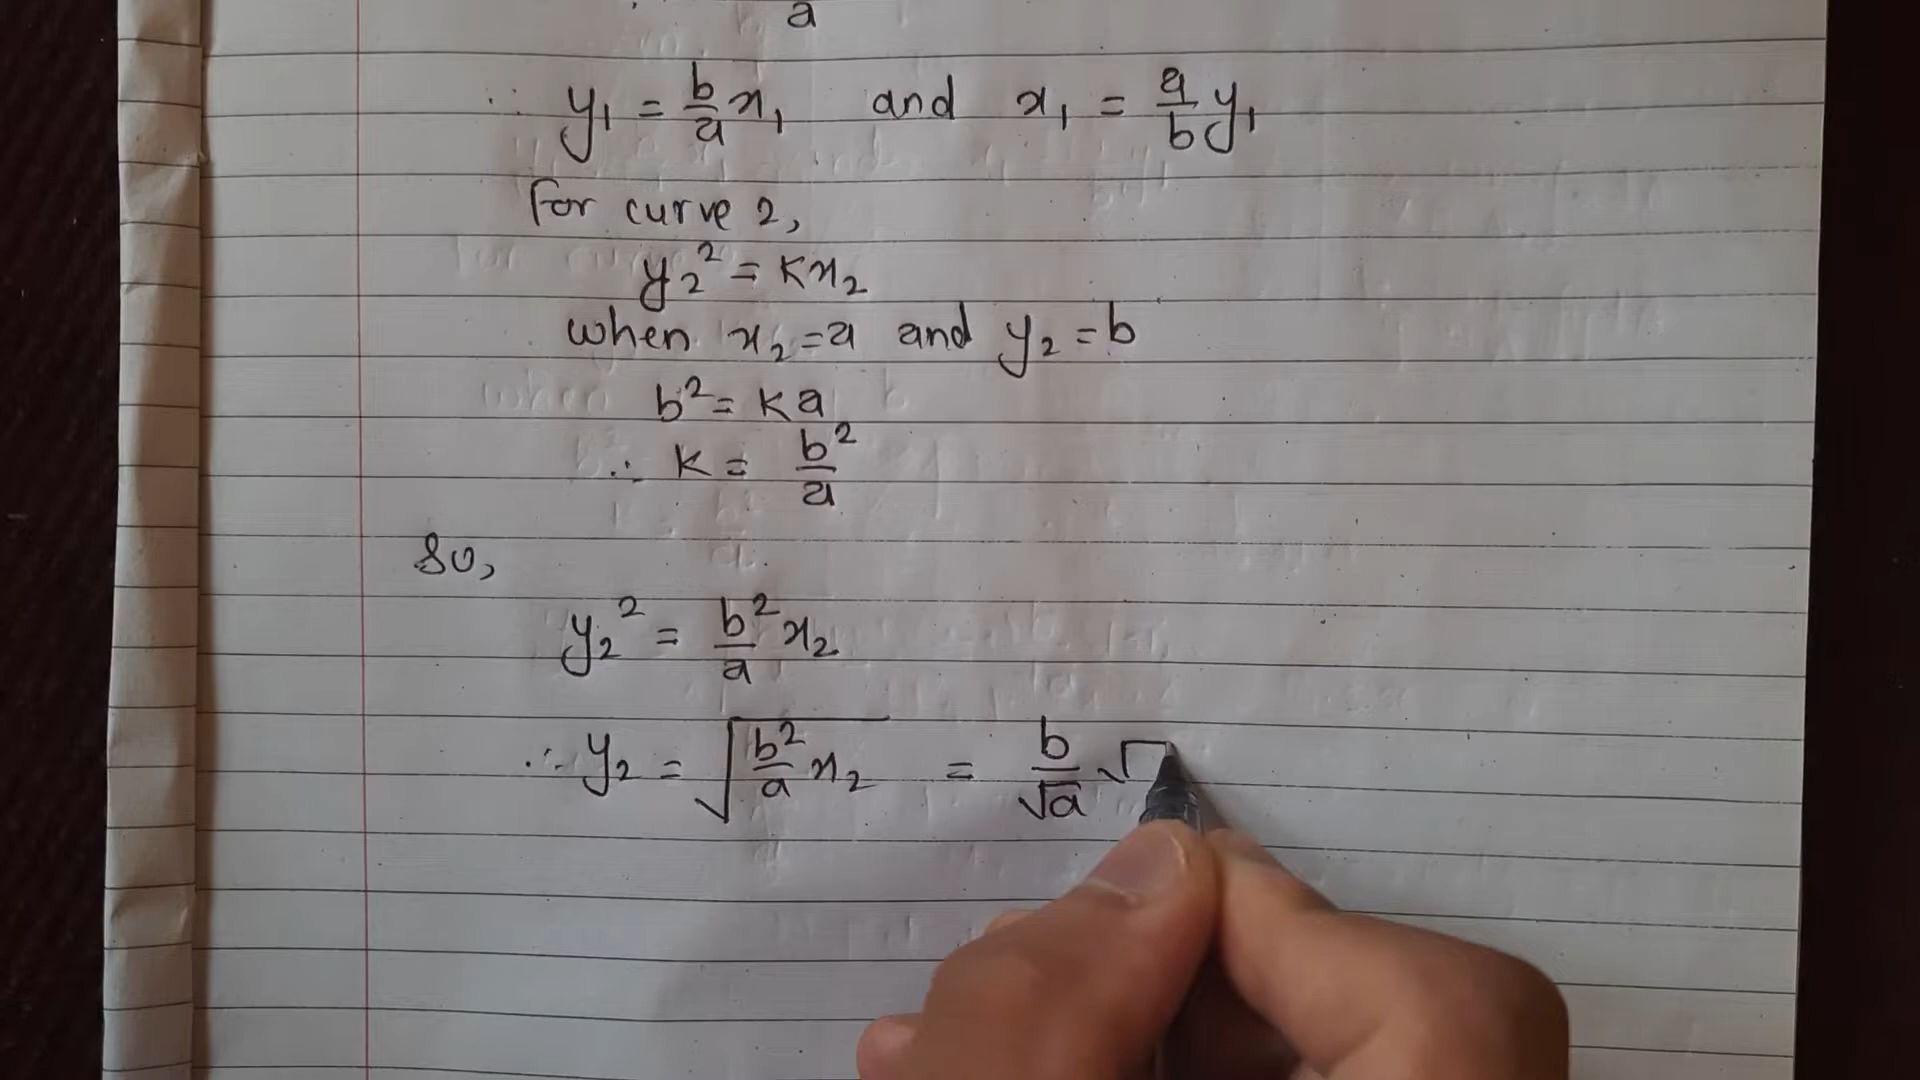 a
∴ y₁ = b/a x₁ and x₁ = a/b y₁
For curve 2,
y₂² = kx₂
when x₂ = a and y₂ = b
b² = ka
∴ k = b²/a
So,
y₂² = b²/a x₂
∴ y₂ = √(b²/a x₂) = b/√a √